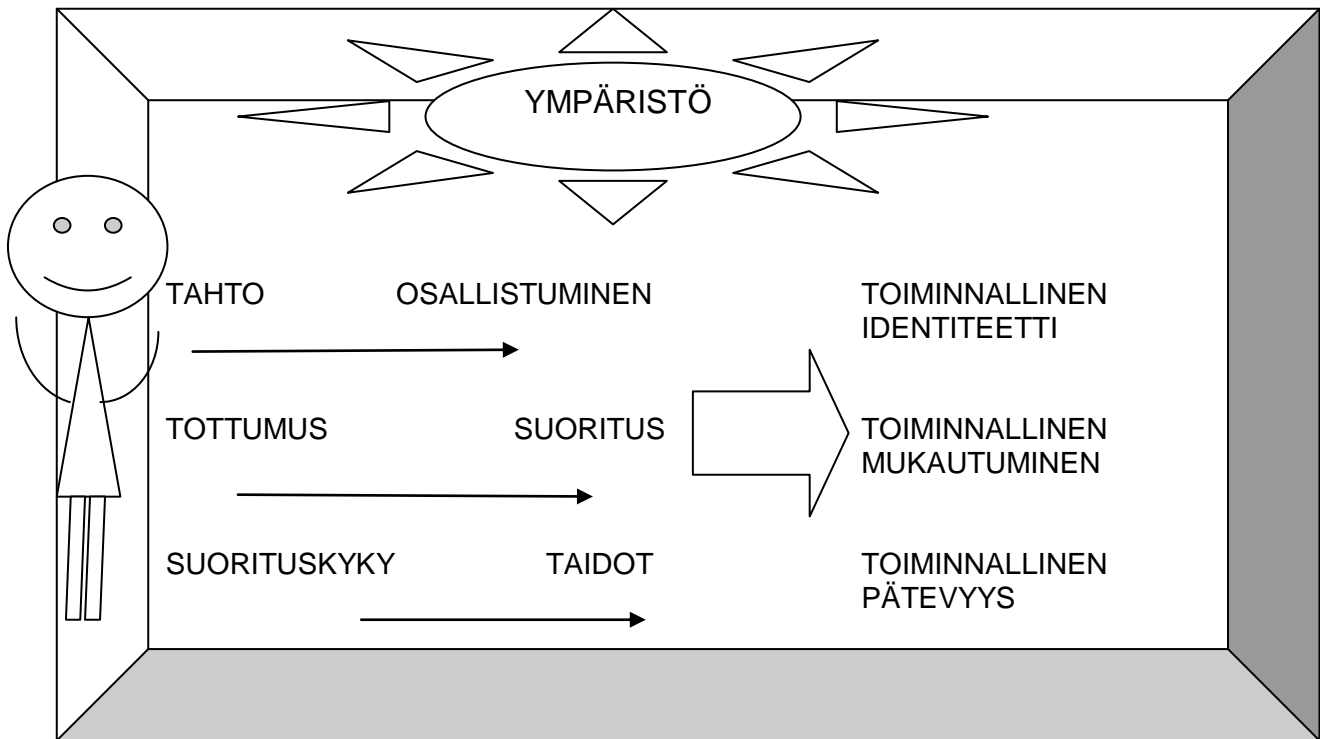 YMPÄRISTÖ
TAHTO OSALLISTUMINEN TOIMINNALLINEN
IDENTITEETTI
TOTTUMUS SUORITUS TOIMINNALLINEN
MUKAUTUMINEN
SUORITUSKYKY TAIDOT TOIMINNALLINEN
PÄTEVYYS